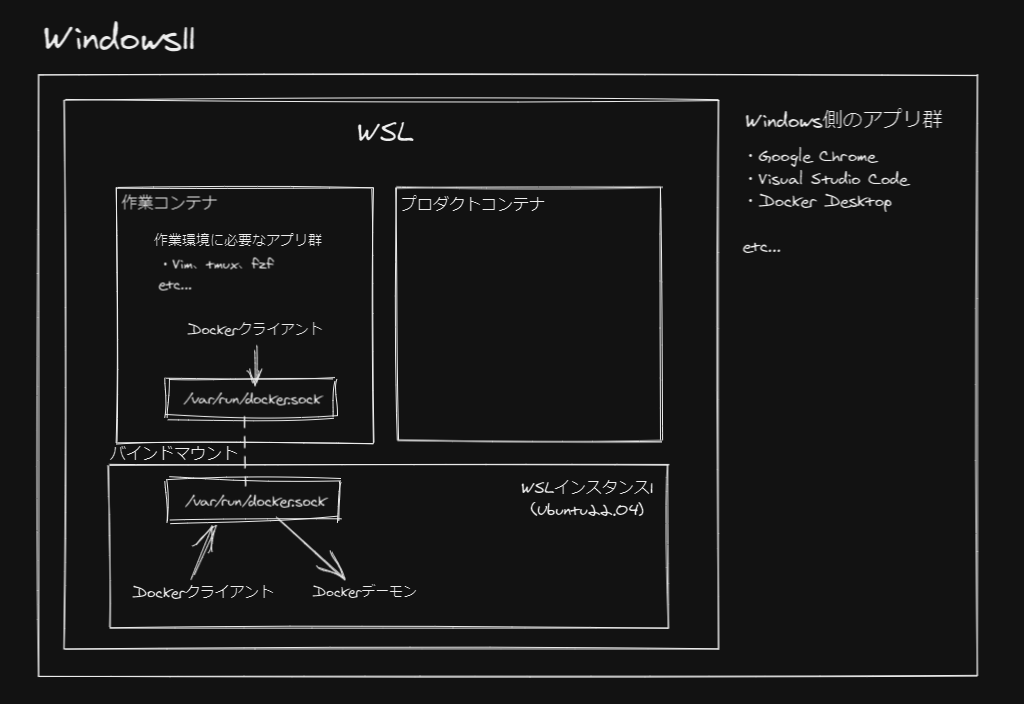 Windows11
WSL
作業コンテナ
作業環境に必要なアプリ群
・Vim、tmux、fzf
etc...
Dockerクライアント
/var/run/docker.sock
プロダクトコンテナ
バインドマウント
/var/run/docker.sock
Dockerクライアント
Dockerデーモン
WSLインスタンス1
(Ubuntu22.04)
Windows側のアプリ群
・Google Chrome
・Visual Studio Code
・Docker Desktop
etc...